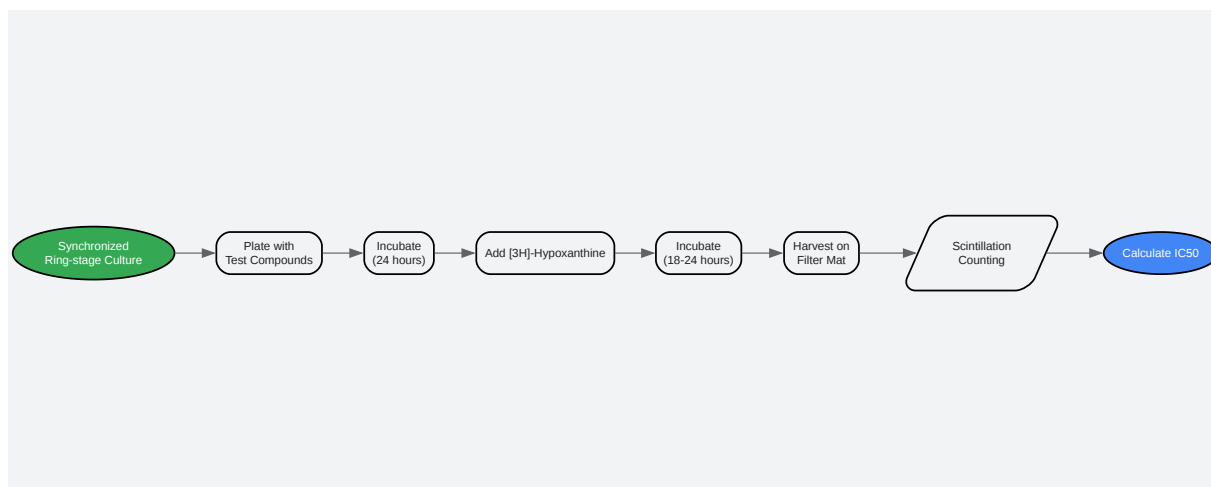 Synchronized
Ring-stage Culture
Plate with
Test Compounds
Incubate
(24 hours)
Add [3H]-Hypoxanthine
Incubate
(18-24 hours)
Harvest on
Filter Mat
Scintillation
Counting
Calculate IC50